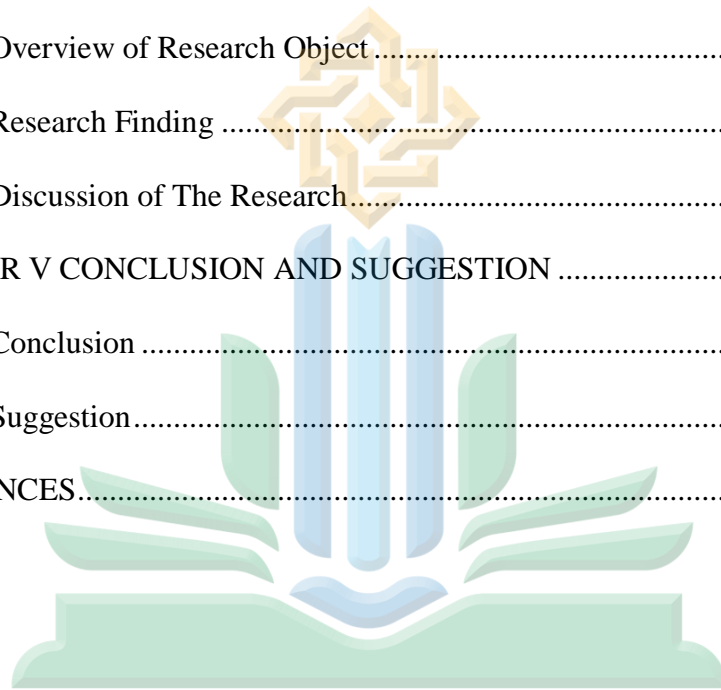 Overview of Research Object.......................................
Research Finding ............................................................
Discussion of The Research...........................................
R V CONCLUSION AND SUGGESTION ....................
Conclusion ......................................................................
Suggestion.......................................................................
NCES...............................................................................